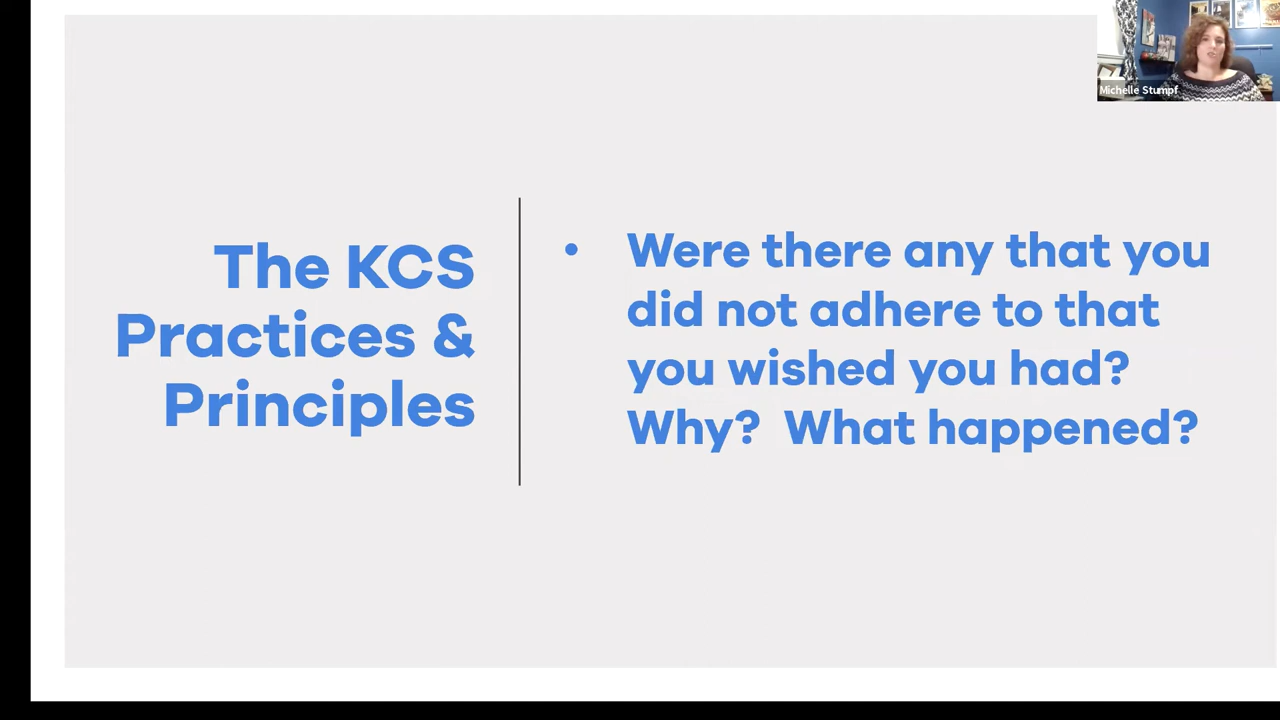 The KCS
Practices &
Principles
• Were there any that you
did not adhere to that
you wished you had?
Why?  What happened?
Michelle Stumpf